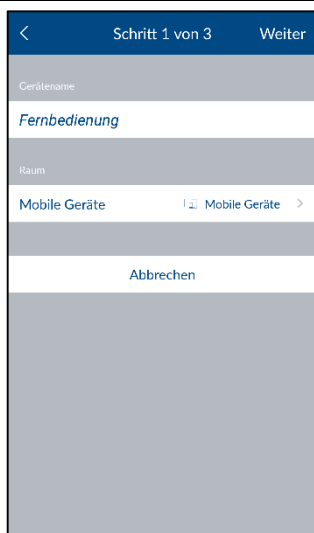 Schritt 1 von 3 Weiter
Gerätename
Fernbedienung
Raum
Mobile Geräte Mobile Geräte
Abbrechen